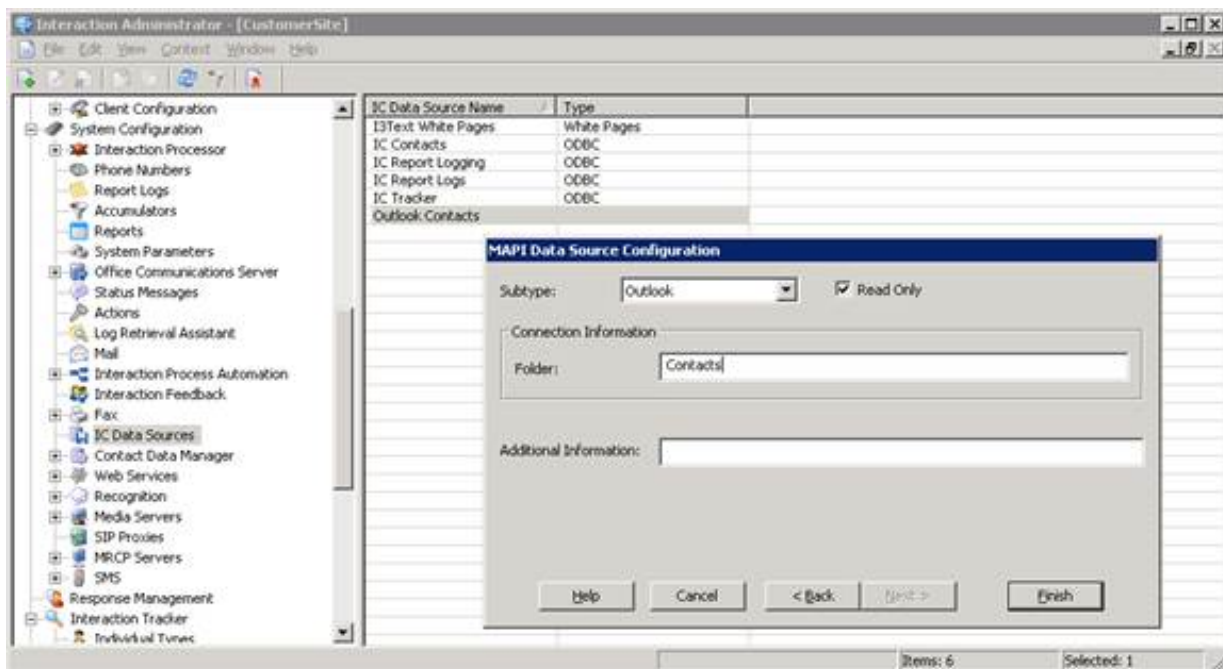 Interaction Administrator - [CustomerSite]
File Edit View Context Window Help
Client Configuration
System Configuration
Interaction Processor
Phone Numbers
Report Logs
Accumulators
Reports
System Parameters
Office Communications Server
Status Messages
Actions
Log Retrieval Assistant
Mail
Interaction Process Automation
Interaction Feedback
Fax
IC Data Sources
Contact Data Manager
Web Services
Recognition
Media Servers
SIP Proxies
MRCP Servers
SMS
Response Management
Interaction Tracker
Individual Types
IC Data Source Name Type
I3Text White Pages White Pages
IC Contacts ODBC
IC Report Logging ODBC
IC Report Logs ODBC
IC Tracker ODBC
Outlook Contacts
MAPI Data Source Configuration
Subtype: Outlook Read Only
Connection Information
Folder: Contacts
Additional Information:
Help Cancel < Back Next > Finish
Items: 6 Selected: 1